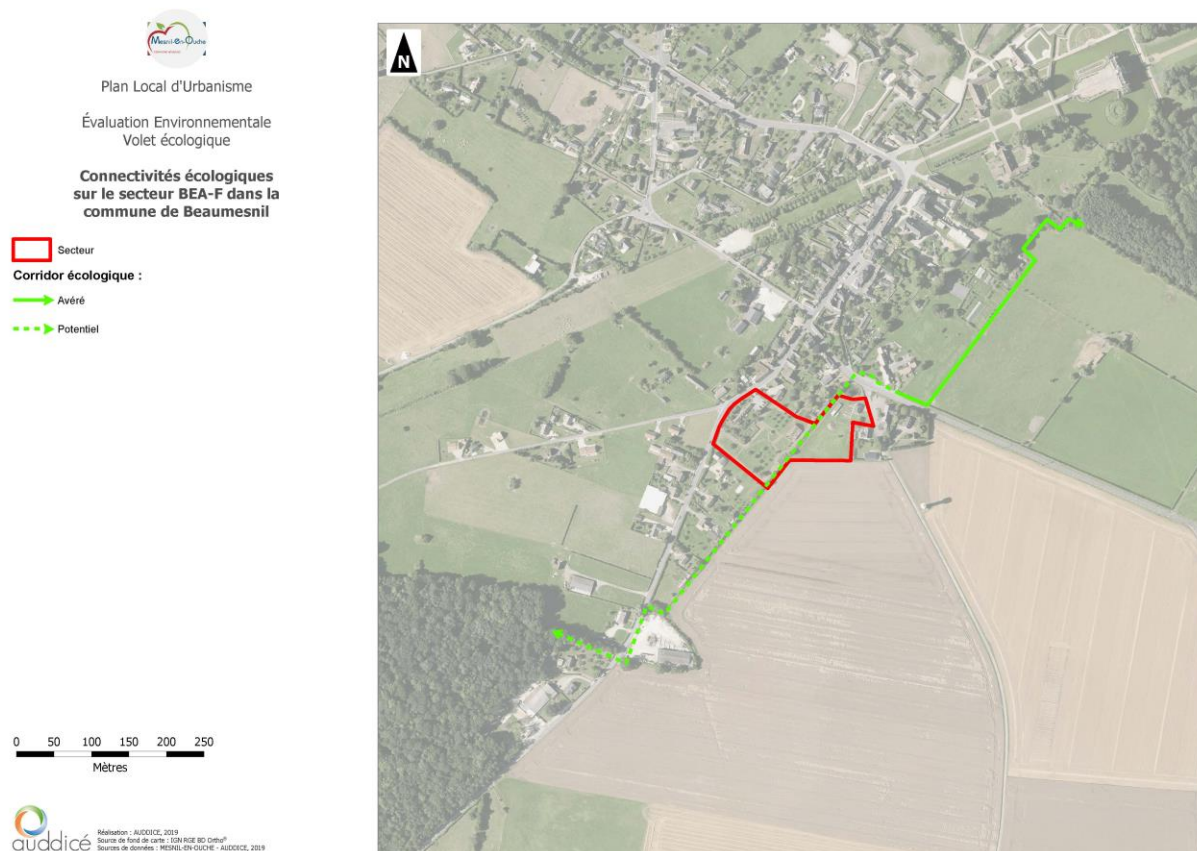 Mesnil-en-Ouche
Plan Local d'Urbanisme
Évaluation Environnementale
Volet écologique
Connectivités écologiques
sur le secteur BEA-F dans la
commune de Beaumesnil
Secteur
Corridor écologique :
Avéré
Potentiel
N
0 50 100 150 200 250
Mètres
auddicé
Réalisation : AUDDICE, 2019
Source de fond de carte : IGN RGE BD Ortho®
Sources de données : MESNIL-EN-OUCHE - AUDDICE, 2019